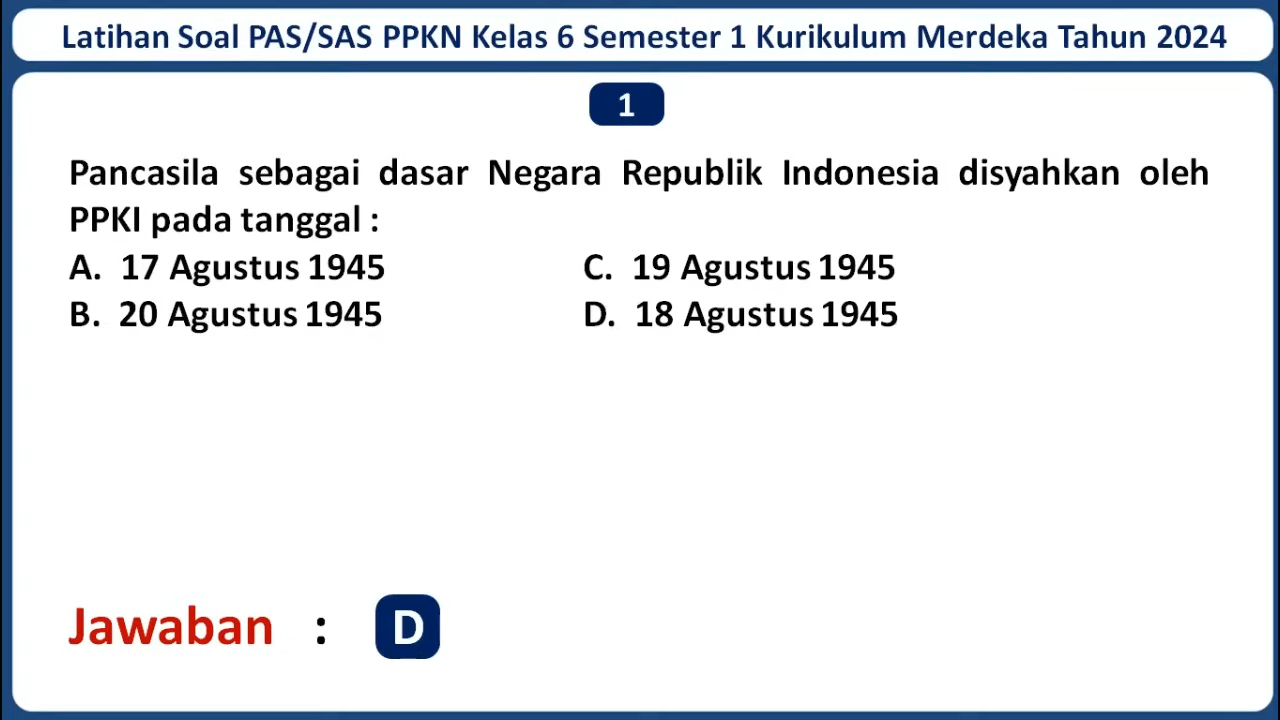 Latihan Soal PAS/SAS PPKN Kelas 6 Semester 1 Kurikulum Merdeka Tahun 2024
1
Pancasila sebagai dasar Negara Republik Indonesia disyahkan oleh
PPKI pada tanggal :
A. 17 Agustus 1945 C. 19 Agustus 1945
B. 20 Agustus 1945 D. 18 Agustus 1945
Jawaban : D